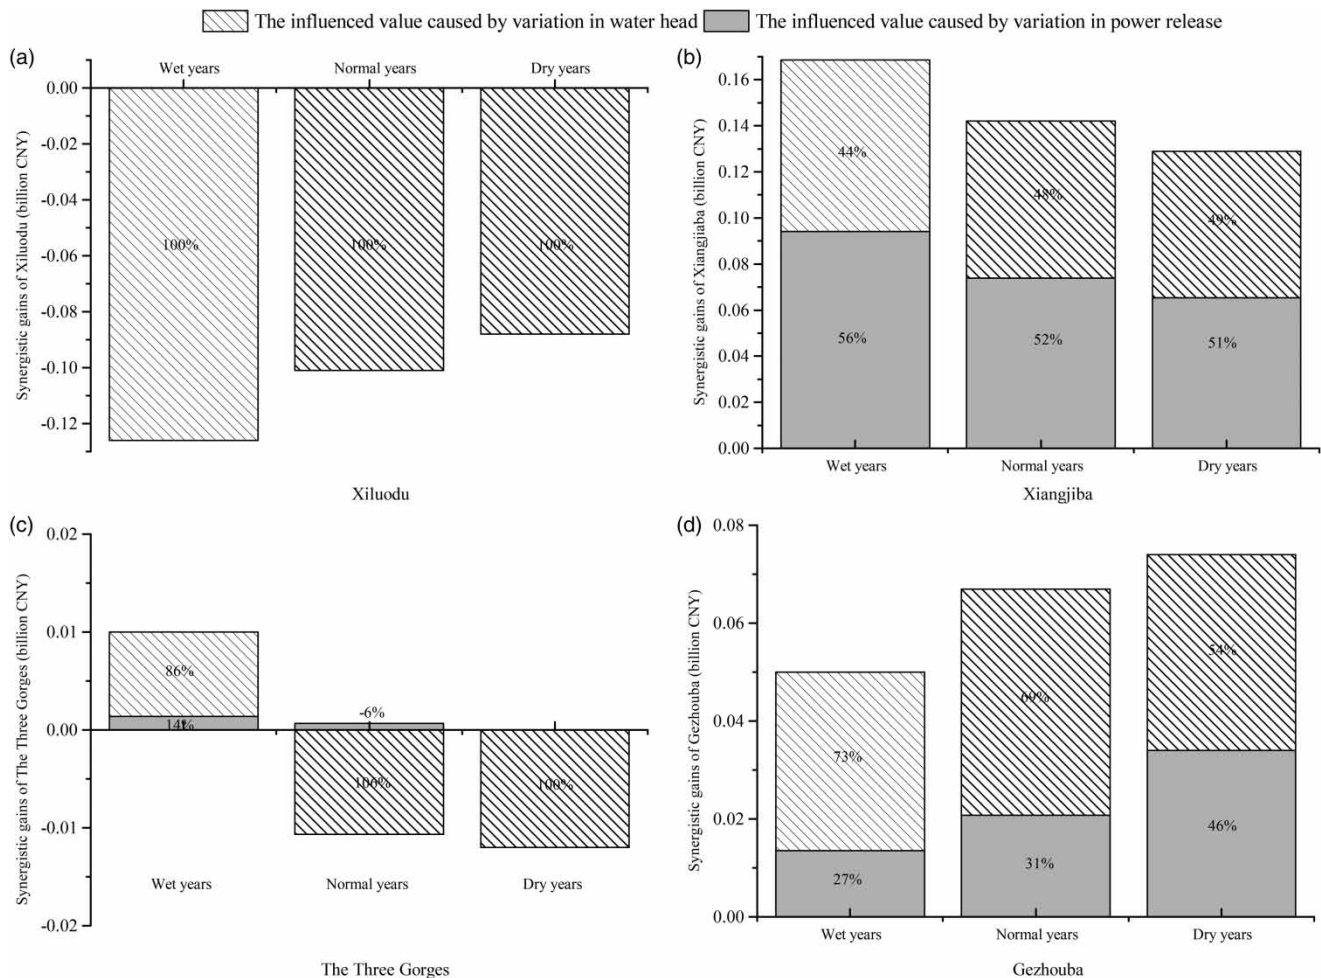 The influenced value caused by variation in water head The influenced value caused by variation in power release
(a)
Wet years Normal years Dry years
0.00
-0.02
-0.04
-0.06
-0.08
-0.10
-0.12
Synergistic gains of Xiluodu (billion CNY)
100% 100% 100%
Xiluodu
(b)
0.16
0.14
0.12
0.10
0.08
0.06
0.04
0.02
0.00
Synergistic gains of Xiangjiaba (billion CNY)
44% 48% 49%
56% 52% 51%
Wet years Normal years Dry years
Xiangjiba
(c)
0.02
0.01
0.00
-0.01
-0.02
Synergistic gains of The Three Gorges (billion CNY)
86%
14%
-6%
106% 100%
Wet years Normal years Dry years
The Three Gorges
(d)
0.08
0.06
0.04
0.02
0.00
Synergistic gains of Gezhouba (billion CNY)
73% 69% 54%
27% 31% 46%
Wet years Normal years Dry years
Gezhouba